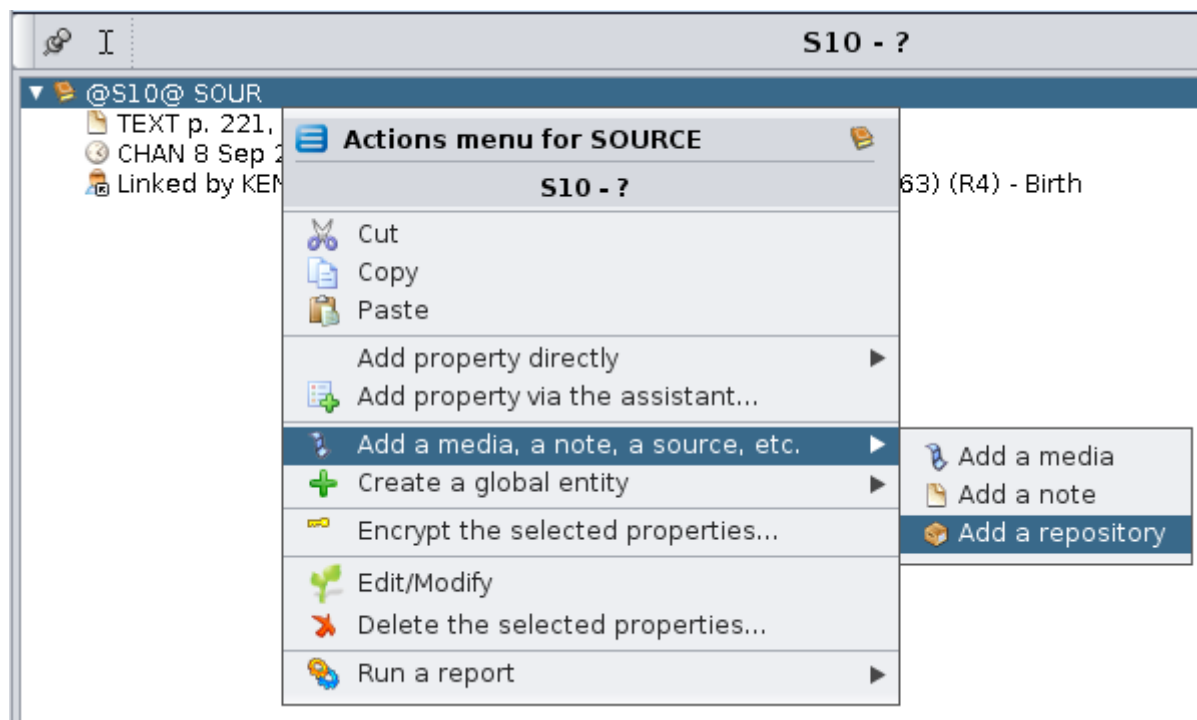 S10 - ?
@S10@ SOUR
TEXT p. 221,
CHAN 8 Sep
Linked by
63) (R4) - Birth
Actions menu for SOURCE
S10 - ?
Cut
Copy
Paste
Add property directly
Add property via the assistant...
Add a media, a note, a source, etc.
Create a global entity
Encrypt the selected properties...
Edit/Modify
Delete the selected properties...
Run a report
Add a media
Add a note
Add a repository